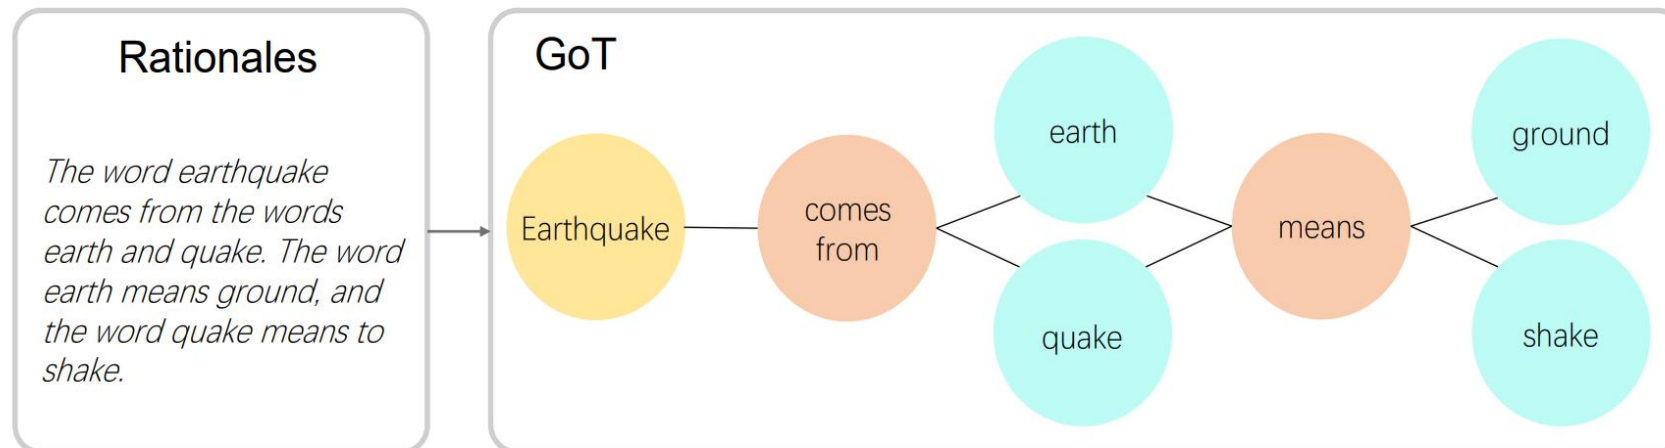 Rationales
The word earthquake
comes from the words
earth and quake. The word
earth means ground, and
the word quake means to
shake.
GoT
Earthquake
comes
from
earth
quake
means
ground
shake